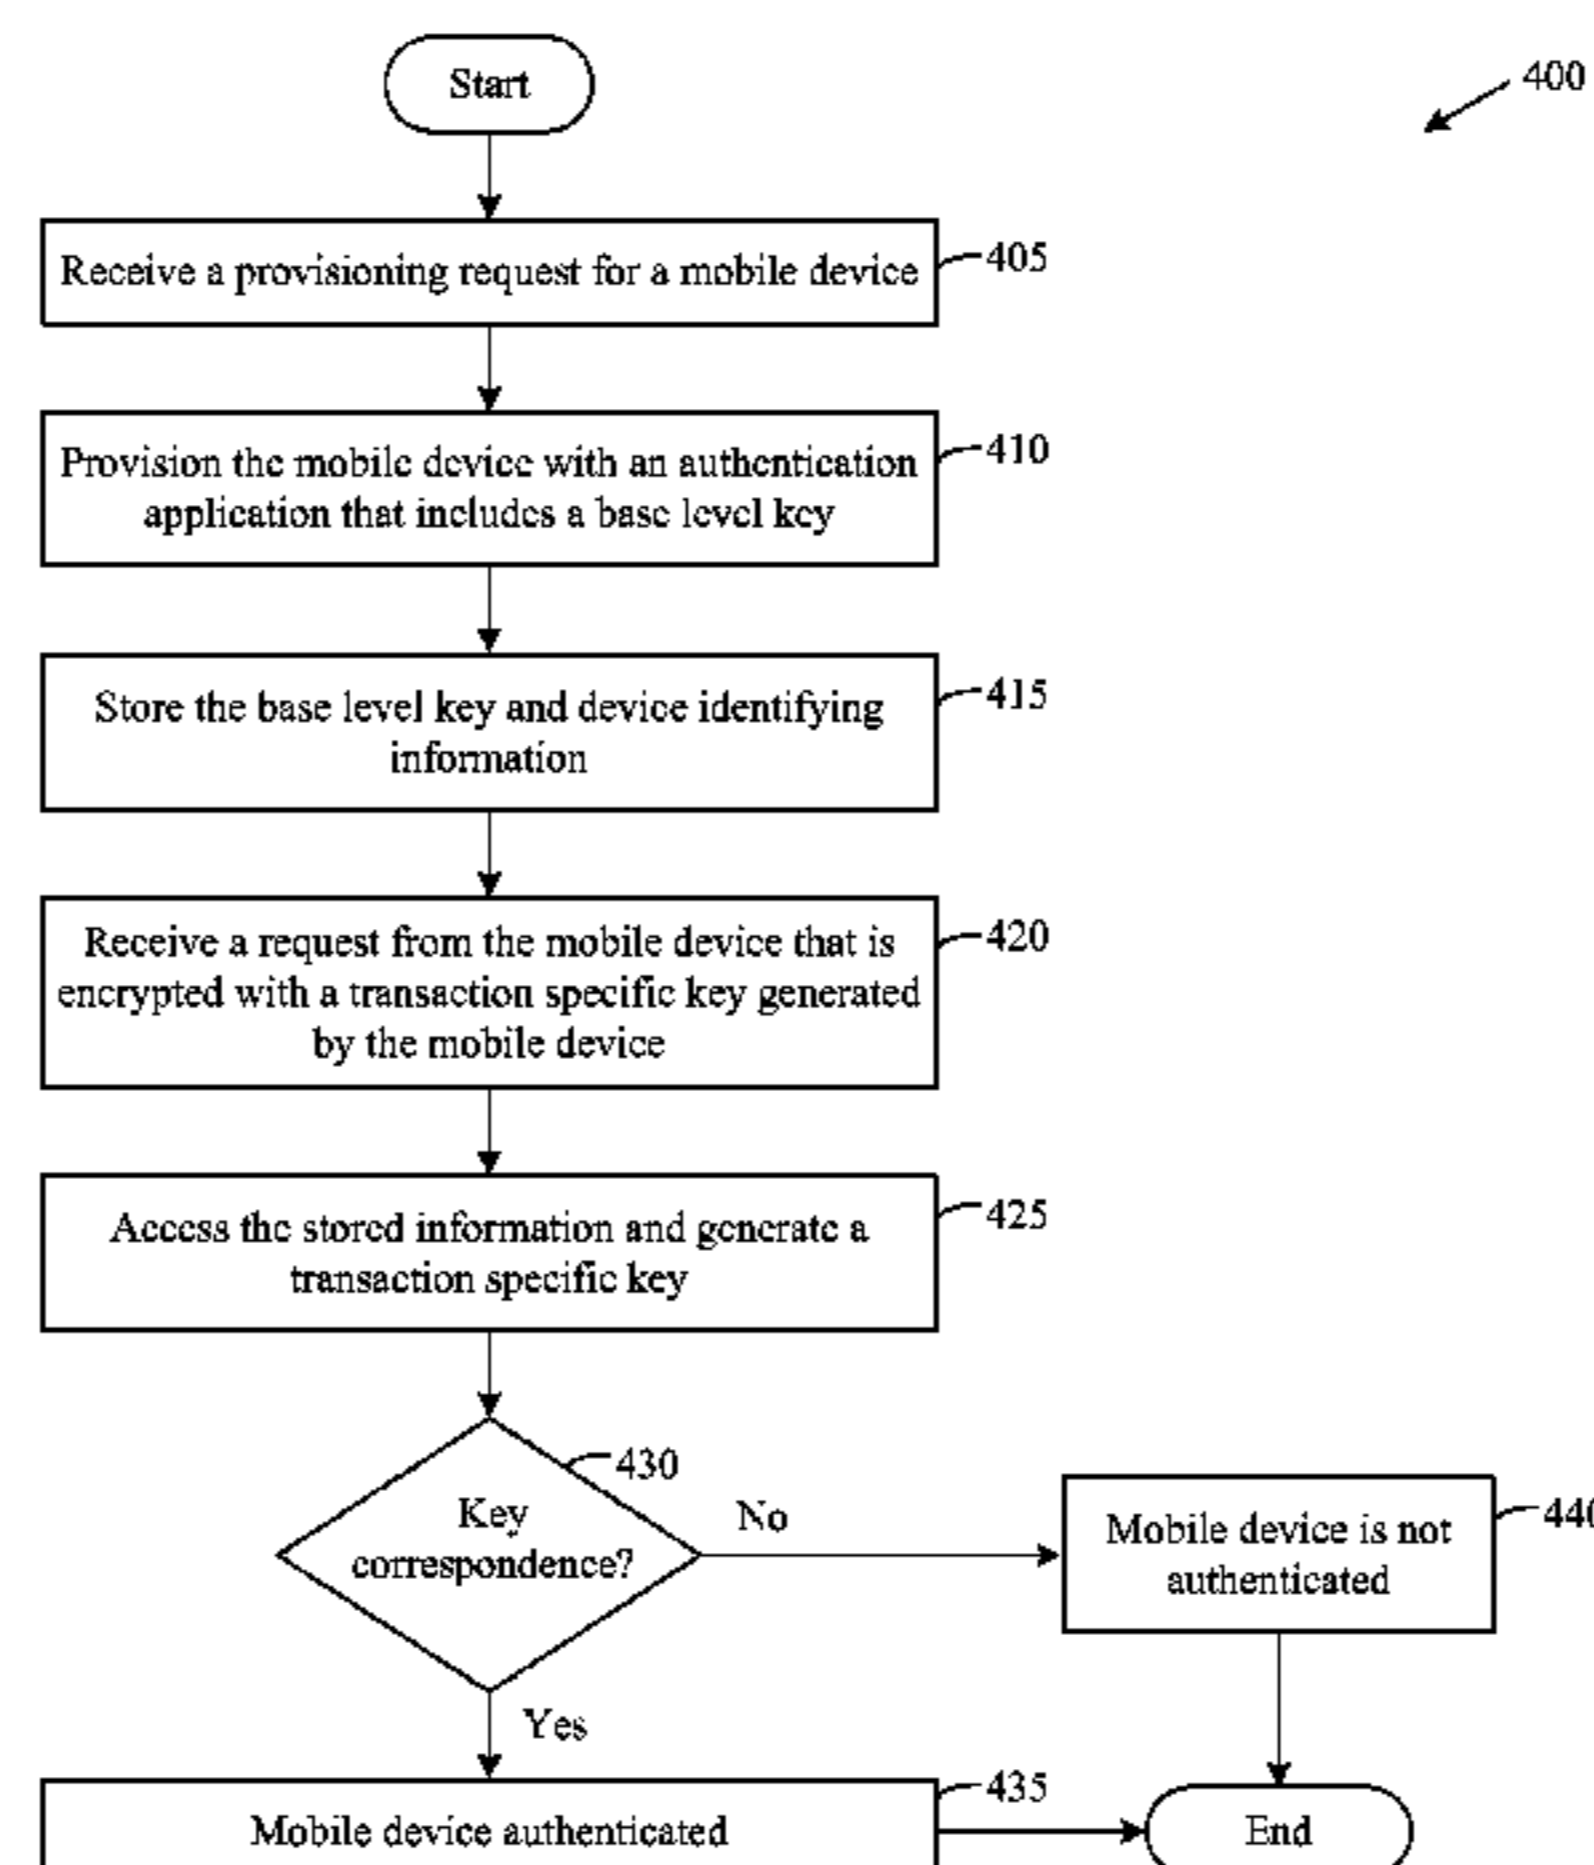 Start
400
Receive a provisioning request for a mobile device
405
Provision the mobile device with an authentication
application that includes a base level key
410
Store the base level key and device identifying
information
415
Receive a request from the mobile device that is
encrypted with a transaction specific key generated
by the mobile device
420
Access the stored information and generate a
transaction specific key
425
Key
correspondence?
430
No
Mobile device is not
authenticated
440
Yes
Mobile device authenticated
435
End